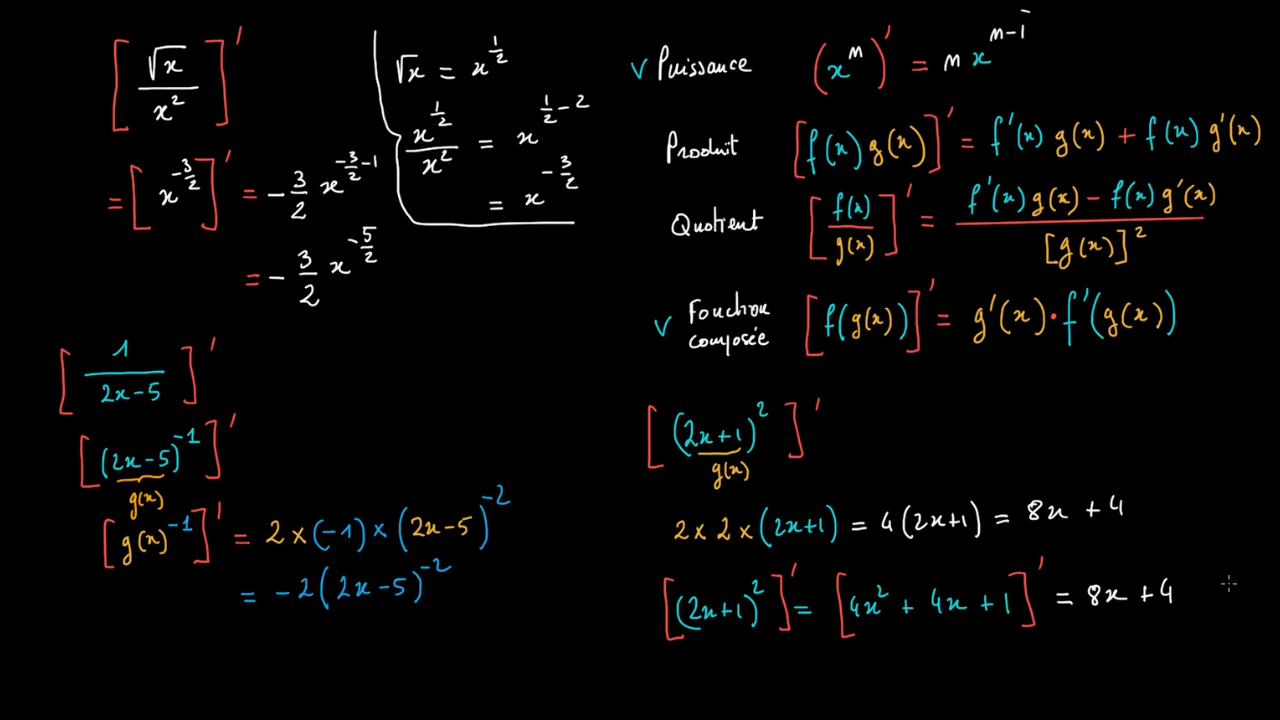 [√x / x²]′
= [x^(-3/2)]′ = -3/2 x^(-3/2-1)
= -3/2 x^(-5/2)
√x = x^(1/2)
x^(1/2) / x² = x^(1/2-2)
= x^(-3/2)
[1 / 2x-5]′
[(2x-5)^-1]′
g(x)
[g(x)^-1]′ = 2 × (-1) × (2x-5)^-2
= -2(2x-5)^-2
v Puissance (x^n)′ = n x^(n-1)
Produit [f(x) g(x)]′ = f′(x) g(x) + f(x) g′(x)
Quotient [f(x) / g(x)]′ = f′(x) g(x) - f(x) g′(x) / [g(x)]²
v Fonction composée [f(g(x))]′ = g′(x)·f′(g(x))
[(2x+1)²]′
g(x)
2 × 2 × (2x+1) = 4(2x+1) = 8x + 4
[(2x+1)²]′ = [4x² + 4x + 1]′ = 8x + 4